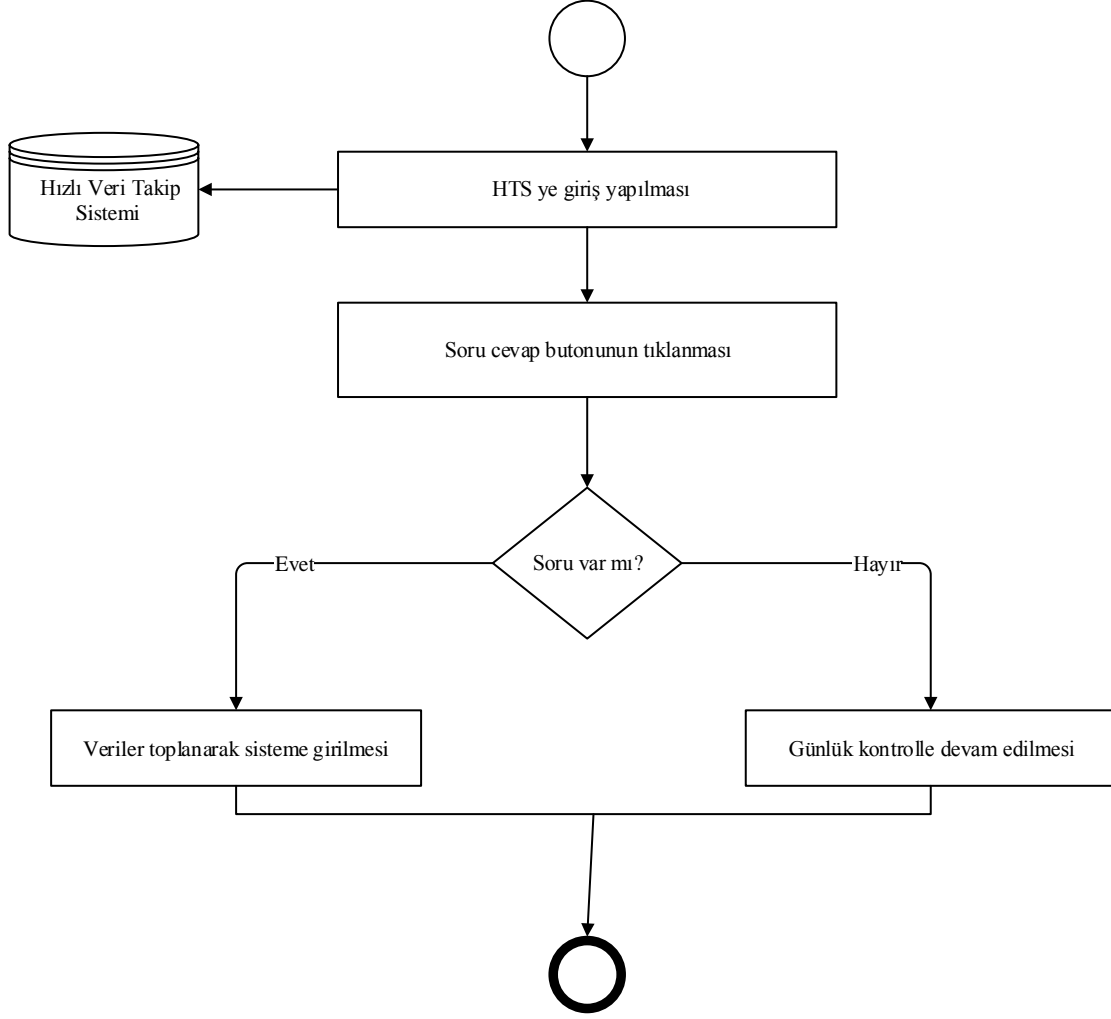 HTS ye giriş yapılması
Hızlı Veri Takip
Sistemi
Soru cevap butonunun tıklanması
Soru var mı?
Evet
Hayır
Veriler toplanarak sisteme girilmesi
Günlük kontrolle devam edilmesi